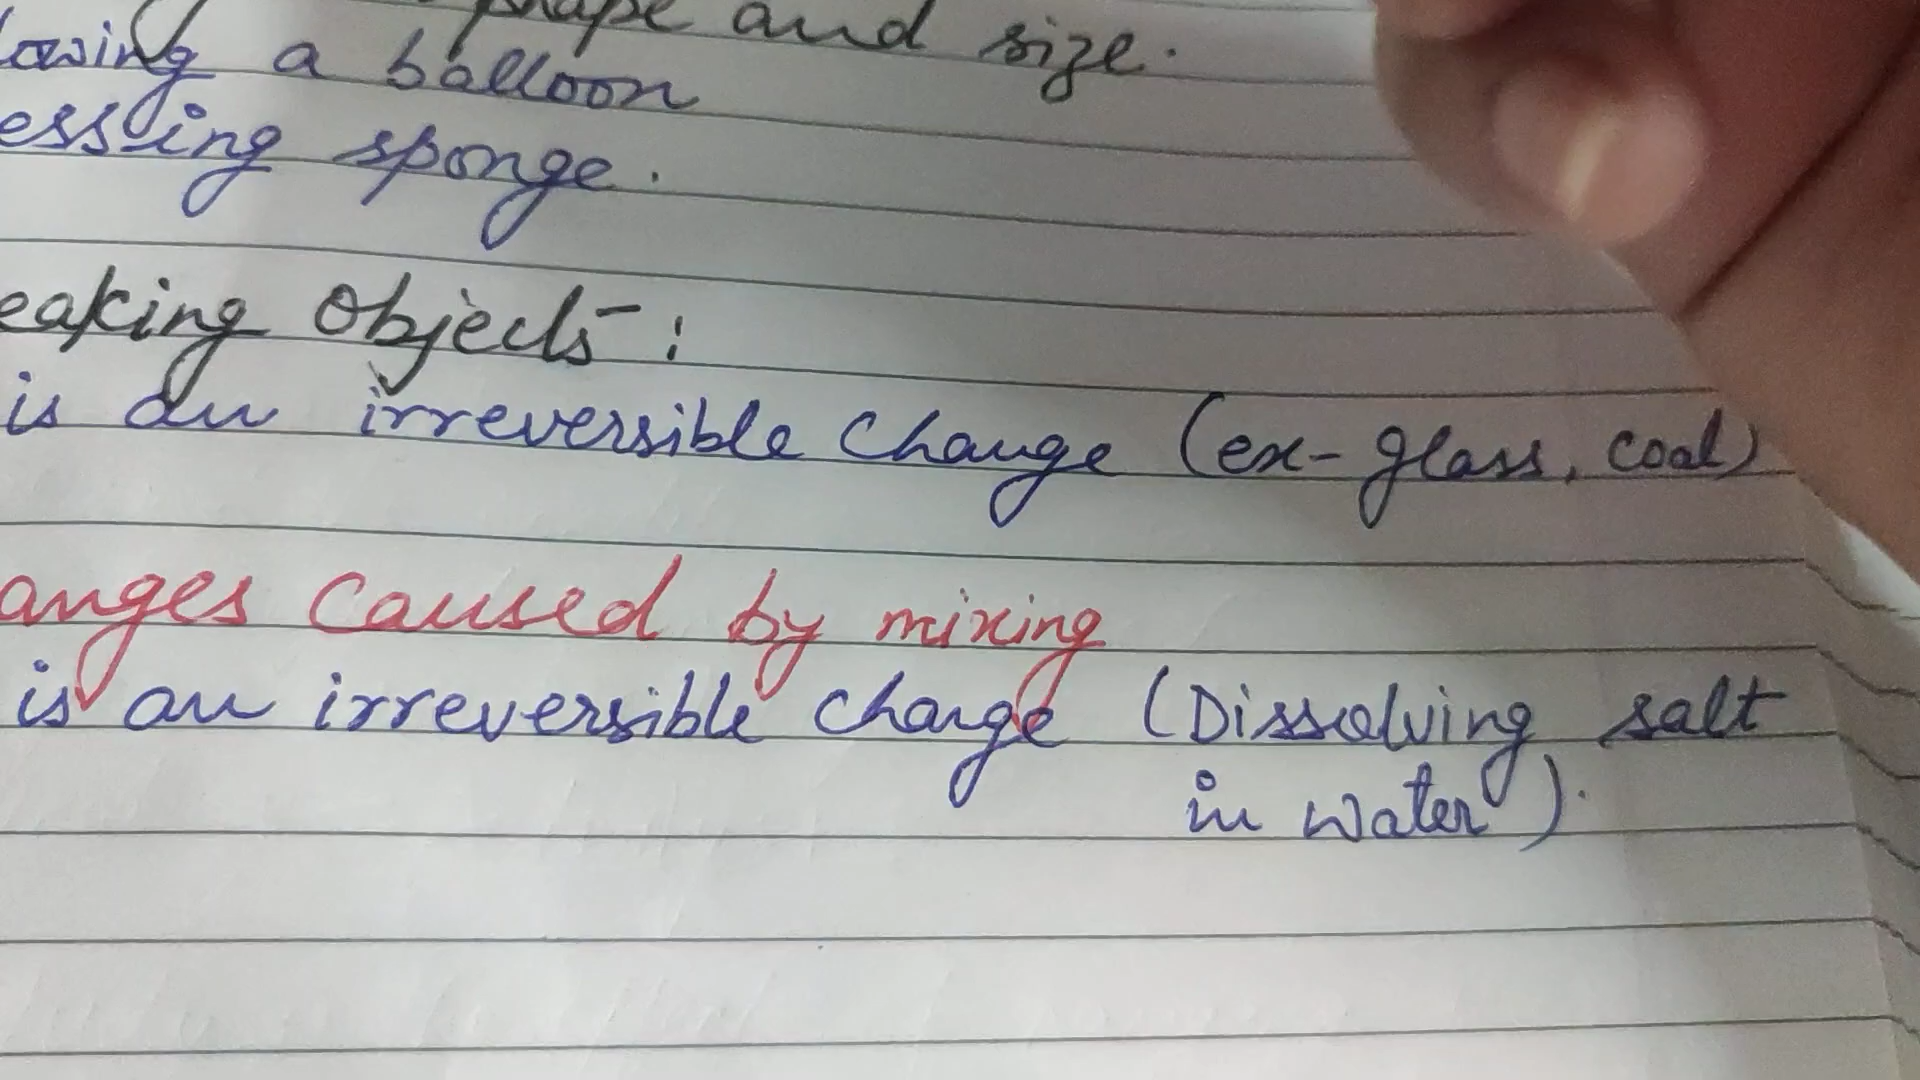 shape and size.
lowing a balloon
essing sponge.
eaking Objects:
is an irreversible change (ex- glass, coal)
anges caused by mixing
is an irreversible change (Dissolving salt
in water).